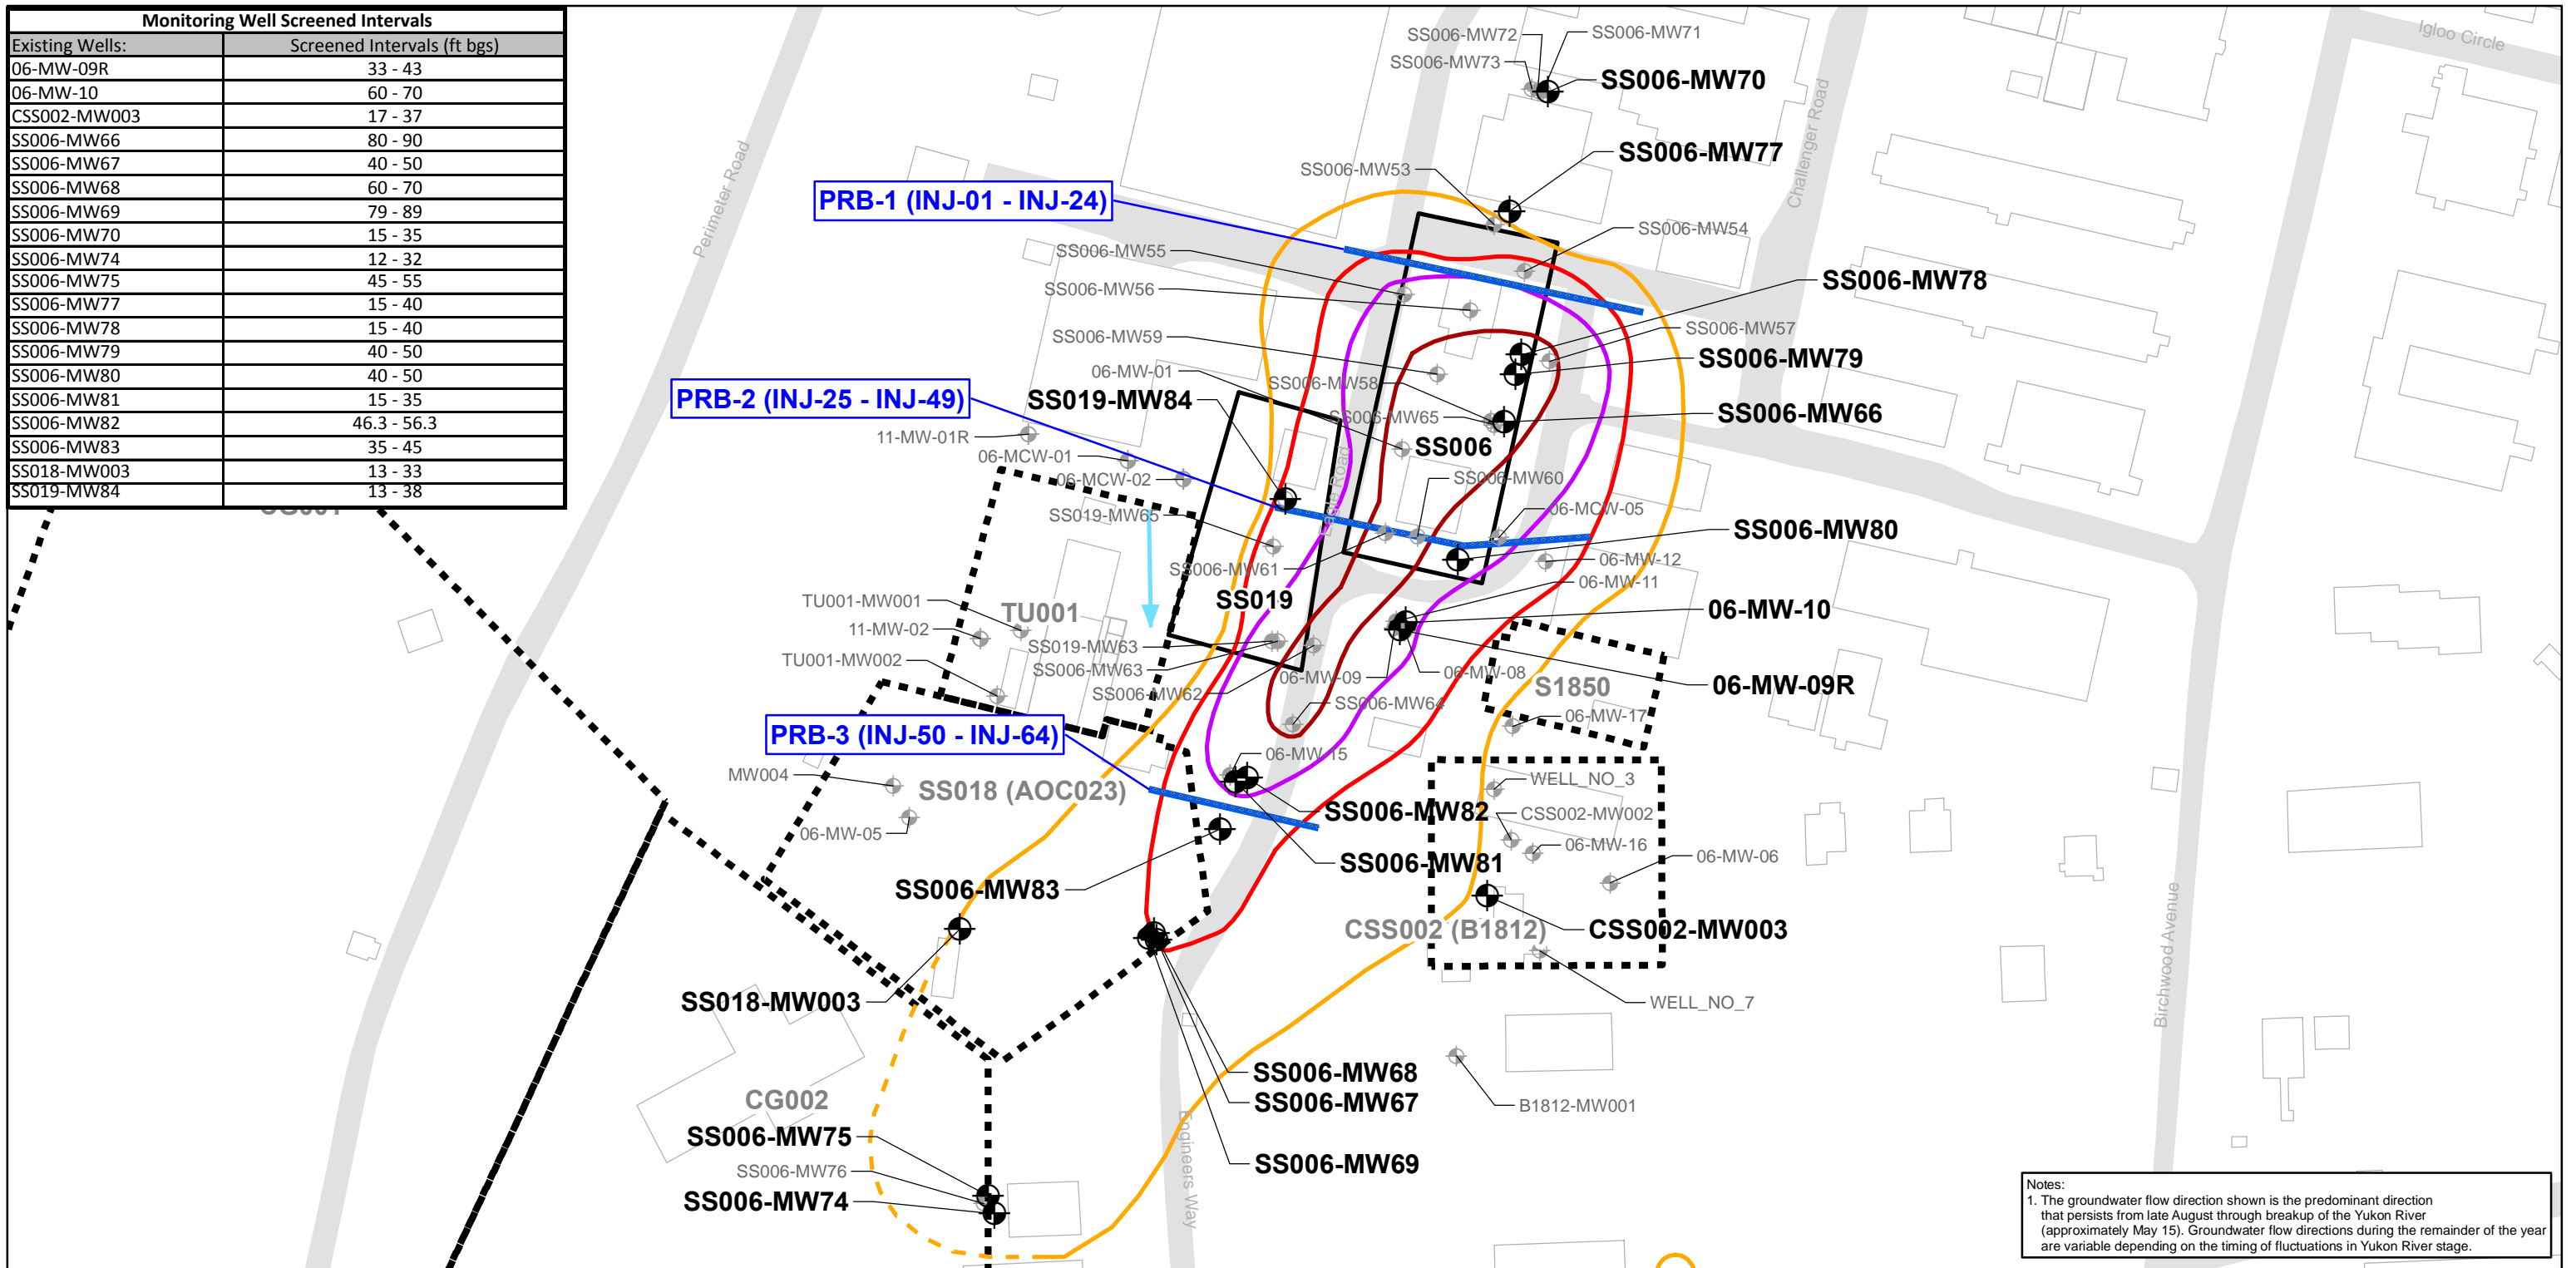 Monitoring Well Screened Intervals
Existing Wells: Screened Intervals (ft bgs)
06-MW-09R 33 - 43
06-MW-10 60 - 70
CSS002-MW003 17 - 37
SS006-MW66 80 - 90
SS006-MW67 40 - 50
SS006-MW68 60 - 70
SS006-MW69 79 - 89
SS006-MW70 15 - 35
SS006-MW74 12 - 32
SS006-MW75 45 - 55
SS006-MW77 15 - 40
SS006-MW78 15 - 40
SS006-MW79 40 - 50
SS006-MW80 40 - 50
SS006-MW81 15 - 35
SS006-MW82 46.3 - 56.3
SS006-MW83 35 - 45
SS018-MW003 13 - 33
SS019-MW84 13 - 38
Igloo Circle
SS006-MW72
SS006-MW71
SS006-MW73
SS006-MW70
Challenger Road
Perimeter Road
SS006-MW77
SS006-MW53
PRB-1 (INJ-01 - INJ-24)
SS006-MW54
SS006-MW55
SS006-MW78
SS006-MW56
SS006-MW57
SS006-MW59
SS006-MW79
06-MW-01
SS006-MW58
PRB-2 (INJ-25 - INJ-49)
SS019-MW84
SS006-MW65
SS006-MW66
11-MW-01R
SS006
06-MCW-01
06-MCW-02
SS006-MW60
Road
SS019-MW65
06-MCW-05
SS006-MW80
SS006-MW61
06-MW-12
06-MW-11
TU001-MW001
TU001
SS019
06-MW-10
11-MW-02
SS019-MW63
TU001-MW002
SS006-MW63
06-MW-09
06-MW-08
06-MW-09R
SS006-MW62
S1850
SS006-MW64
06-MW-17
PRB-3 (INJ-50 - INJ-64)
06-MW-15
MW004
SS018 (AOC023)
WELL_NO_3
SS006-MW82
CSS002-MW002
06-MW-05
06-MW-16
06-MW-06
SS006-MW81
SS006-MW83
CSS002 (B1812)
CSS002-MW003
Birchwood Avenue
SS018-MW003
WELL_NO_7
SS006-MW68
CG002
SS006-MW67
B1812-MW001
SS006-MW75
SS006-MW76
SS006-MW69
Engineers Way
SS006-MW74
Notes:
1. The groundwater flow direction shown is the predominant direction
that persists from late August through breakup of the Yukon River
(approximately May 15). Groundwater flow directions during the remainder of the year
are variable depending on the timing of fluctuations in Yukon River stage.